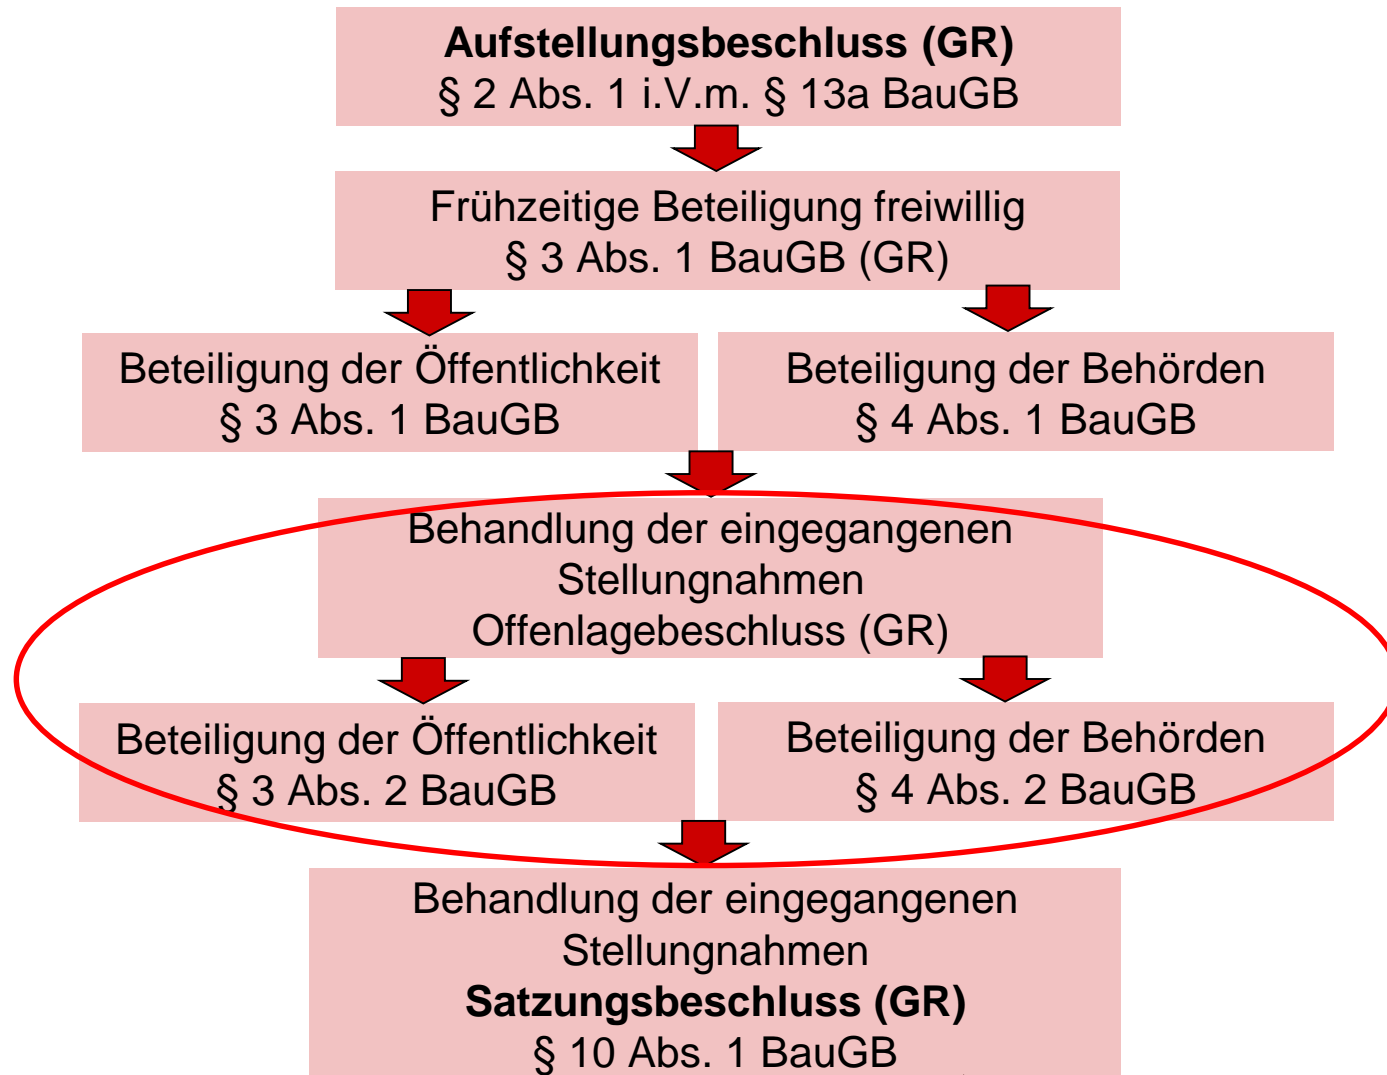 Aufstellungsbeschluss (GR)
§ 2 Abs. 1 i.V.m. § 13a BauGB
Frühzeitige Beteiligung freiwillig
§ 3 Abs. 1 BauGB (GR)
Beteiligung der Öffentlichkeit
§ 3 Abs. 1 BauGB
Beteiligung der Behörden
§ 4 Abs. 1 BauGB
Behandlung der eingegangenen
Stellungnahmen
Offenlagebeschluss (GR)
Beteiligung der Öffentlichkeit
§ 3 Abs. 2 BauGB
Beteiligung der Behörden
§ 4 Abs. 2 BauGB
Behandlung der eingegangenen
Stellungnahmen
Satzungsbeschluss (GR)
§ 10 Abs. 1 BauGB